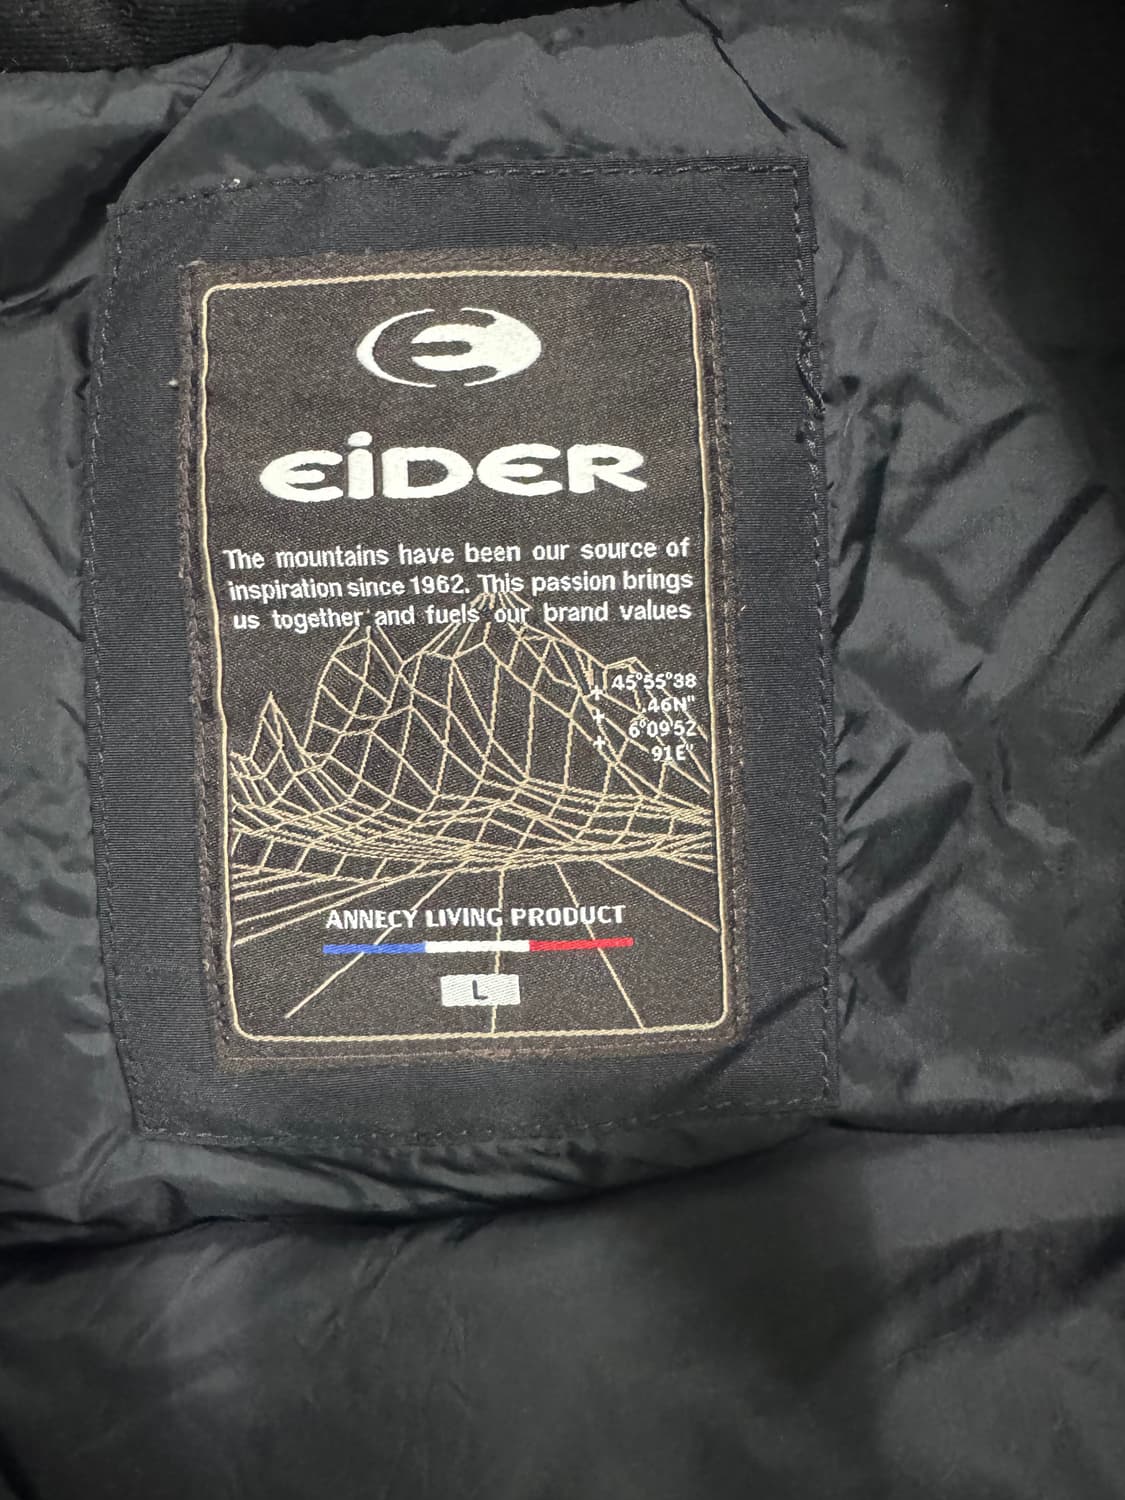 EiDER
The mountains have been our source of
inspiration since 1962. This passion brings
us together and fuels our brand values
45°55°38
.46N"
6°09'52
91E"
ANNECY LIVING PRODUCT
L